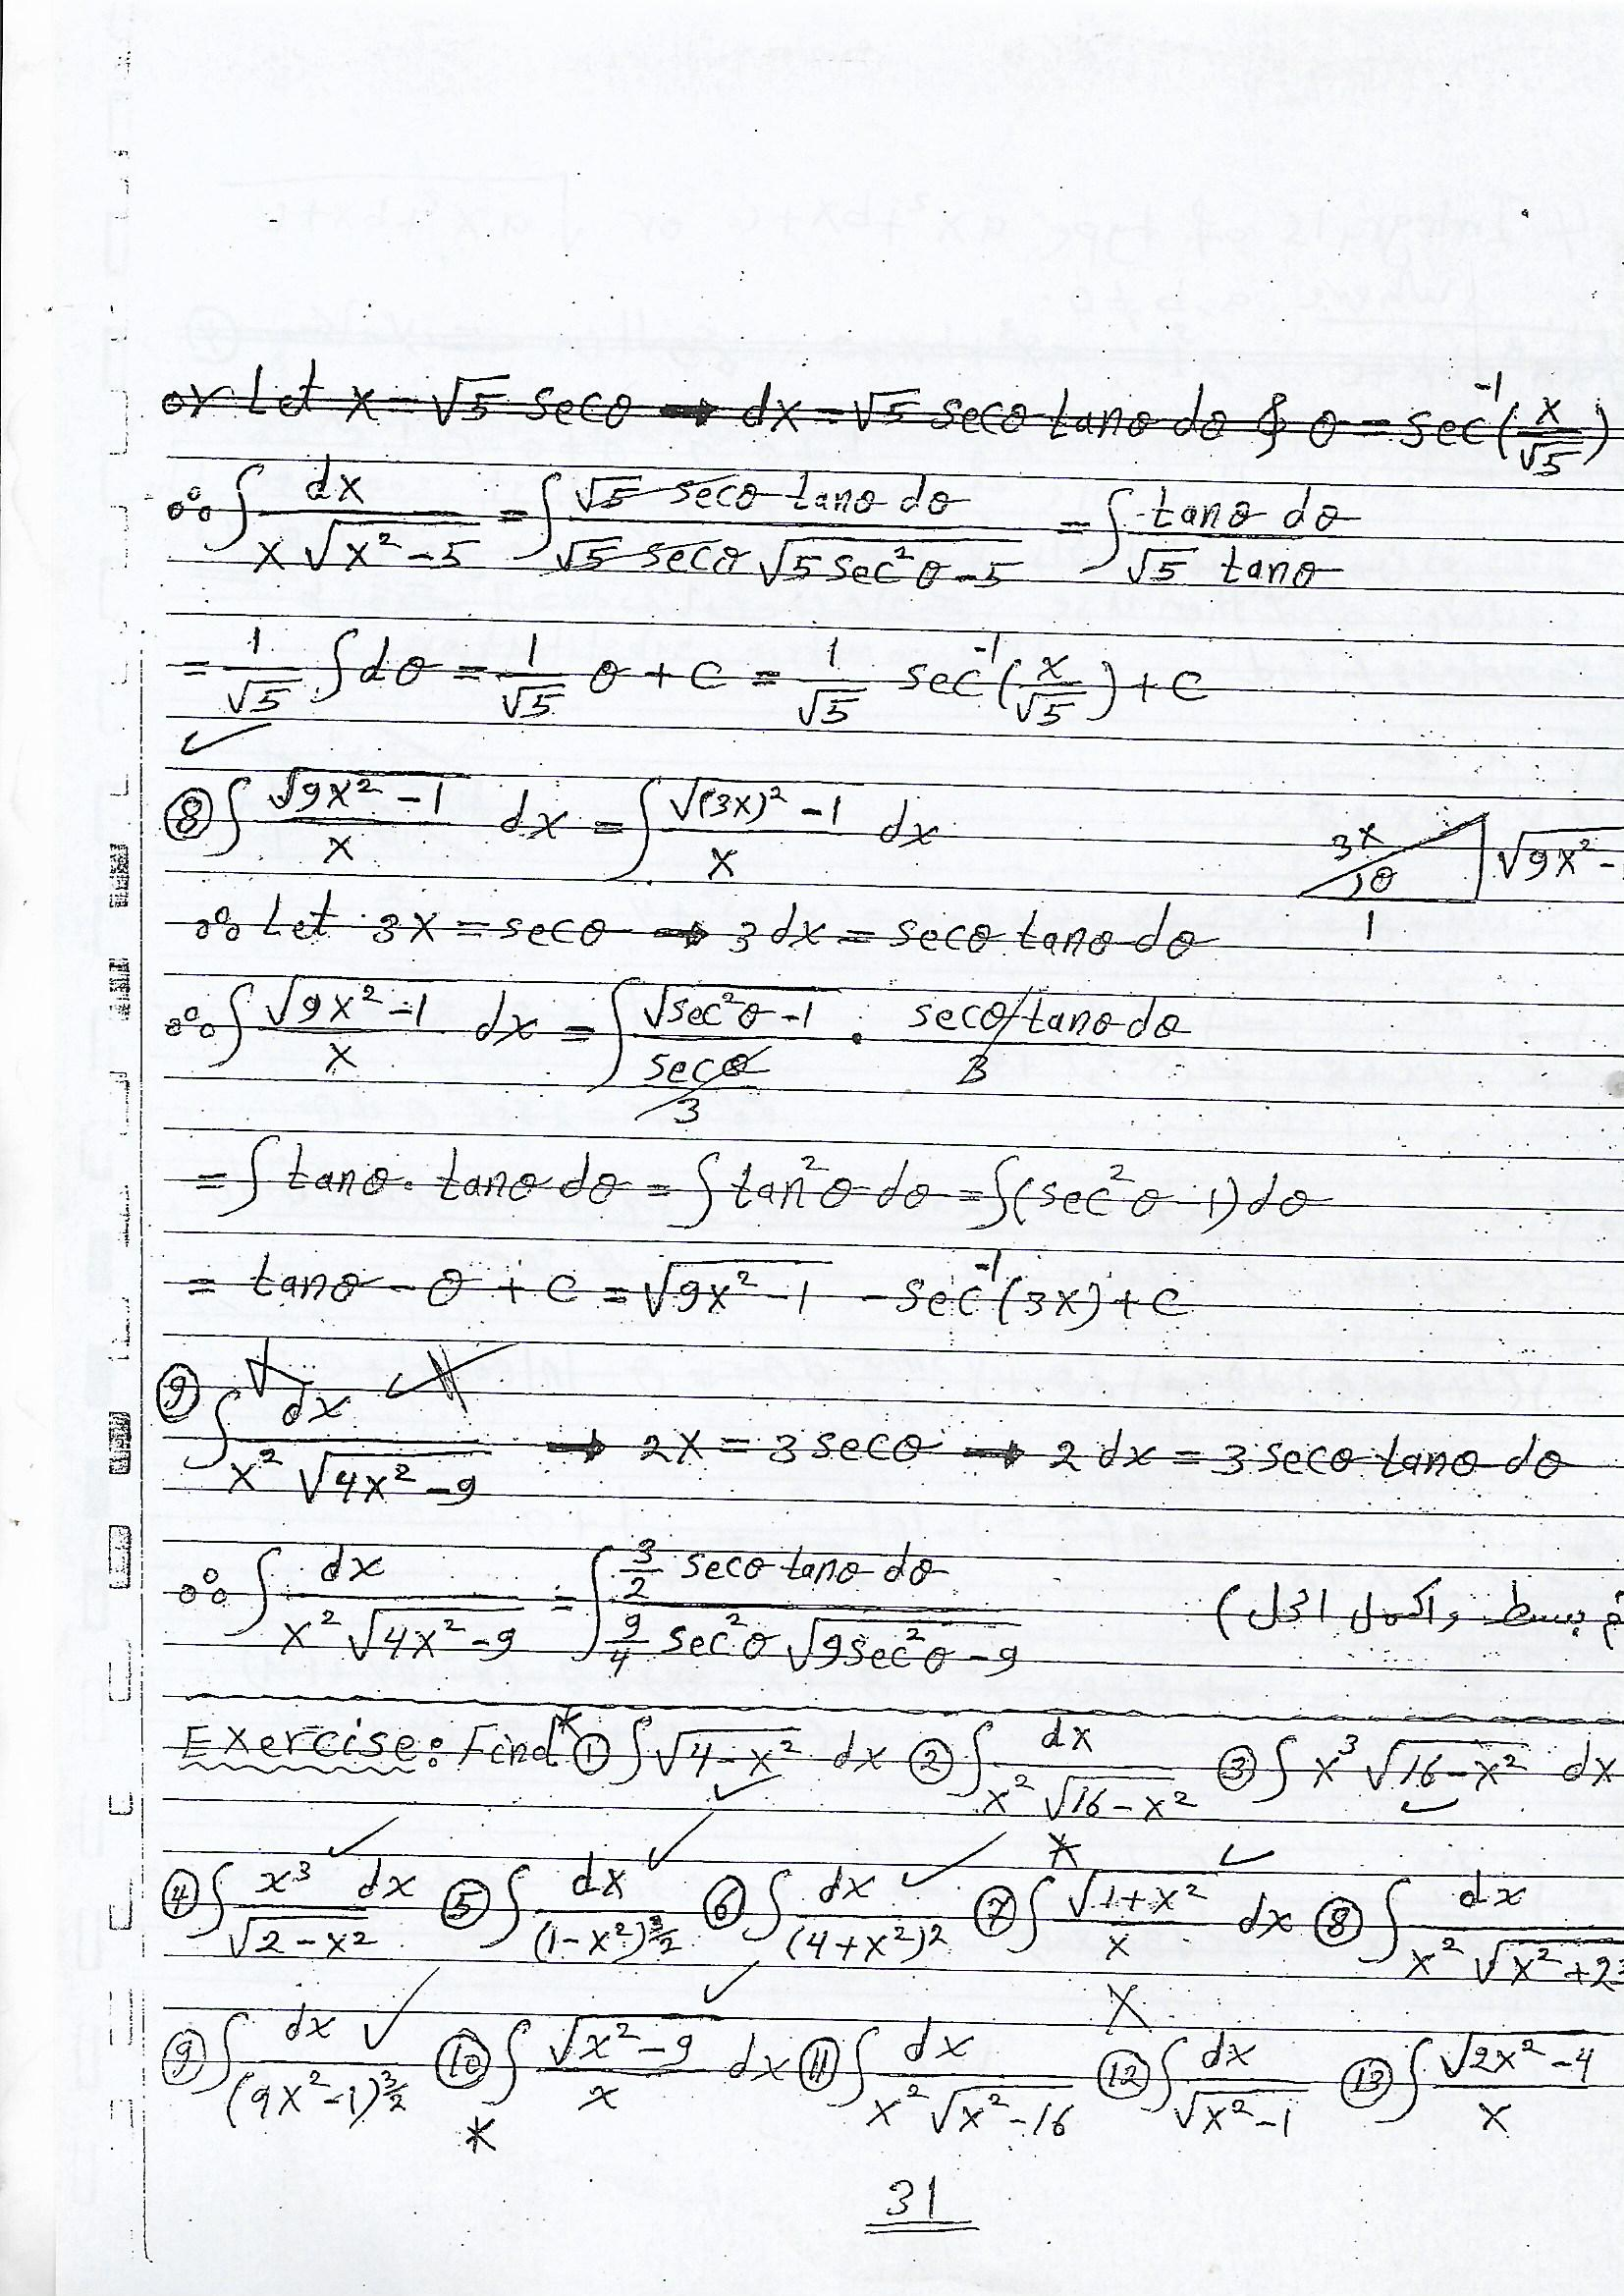 or Let x = √5 secθ → dx = √5 secθ tanθ dθ & θ = sec⁻¹(x/√5)
∴ ∫ dx / (x√(x²-5)) = ∫ (√5 secθ tanθ dθ) / (√5 secθ √(5sec²θ-5)) = ∫ (tanθ dθ) / (√5 tanθ)
= 1/√5 ∫dθ = 1/√5 θ + C = 1/√5 sec⁻¹(x/√5) + C
⑧ ∫ √(9x²-1) / x dx = ∫ √((3x)²-1) / x dx
3x θ 1 √9x²-
∴ Let 3x = secθ → 3dx = secθ tanθ dθ
∴ ∫ √(9x²-1) / x dx = ∫ √(sec²θ-1) / (secθ/3) . (secθ tanθ dθ) / 3
= ∫ tanθ . tanθ dθ = ∫ tan²θ dθ = ∫(sec²θ-1)dθ
= tanθ - θ + C = √(9x²-1) - sec⁻¹(3x) + C
⑨ ∫ dx / (x²√(4x²-9)) → 2x = 3secθ → 2dx = 3secθ tanθ dθ
∴ ∫ dx / (x²√(4x²-9)) = ∫ (3/2 secθ tanθ dθ) / (9/4 sec²θ √(9sec²θ-9)) بسط واكمل الحل )
Exercise: Find ① ∫√(4-x²) dx ② ∫ dx / (x²√(16-x²)) ③ ∫ x³√(16-x²) dx
④ ∫ x³ dx / √(2-x²) ⑤ ∫ dx / (1-x²)^(3/2) ⑥ ∫ dx / (4+x²)² ⑦ ∫ √(1+x²) / x dx ⑧ ∫ dx / (x²√(x²+2
⑨ ∫ dx / (9x²-1)^(3/2) ⑩ ∫ √(x²-9) / x dx ⑪ ∫ dx / (x²√(x²-16)) ⑫ ∫ dx / √(x²-1) ⑬ ∫ √(2x²-4) / x
31